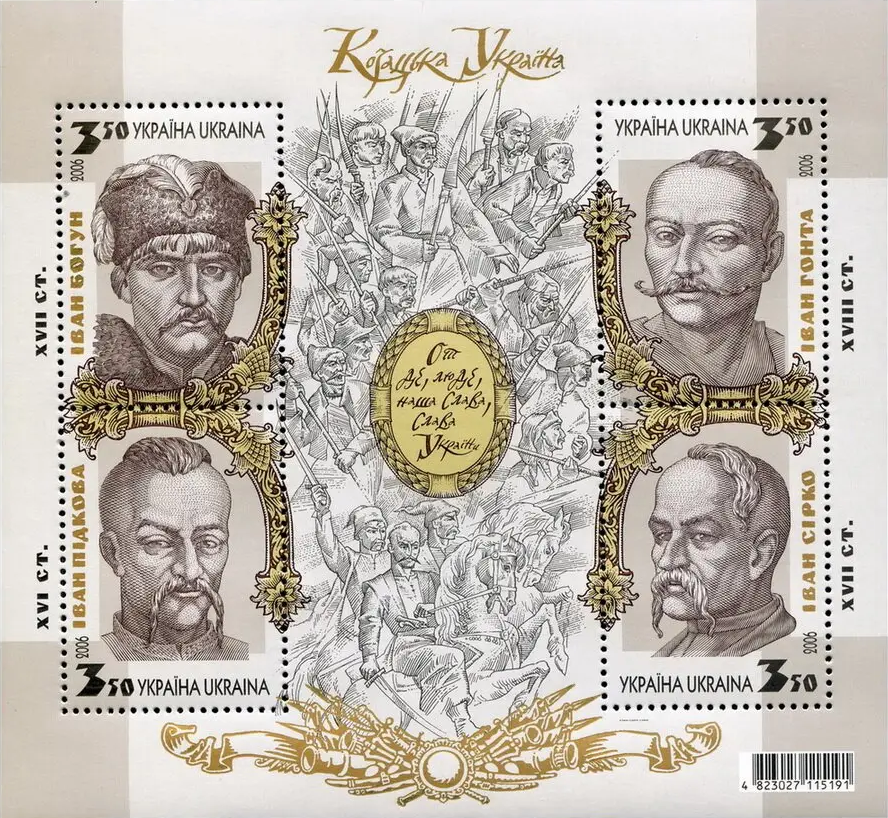 Козацька Україна
3.50 УКРАЇНА UKRAINA
2006
ІВАН БОГУН
XVII СТ.
УКРАЇНА UKRAINA 3.50
2006
ІВАН ГОНТА
XVIII СТ.
От
де, люде,
наша Слава,
Слава
України
ІВАН ПІДКОВА
XVI СТ.
2006
3.50 УКРАЇНА UKRAINA
ІВАН СІРКО
XVII СТ.
2006
УКРАЇНА UKRAINA 3.50
4 823027 115191